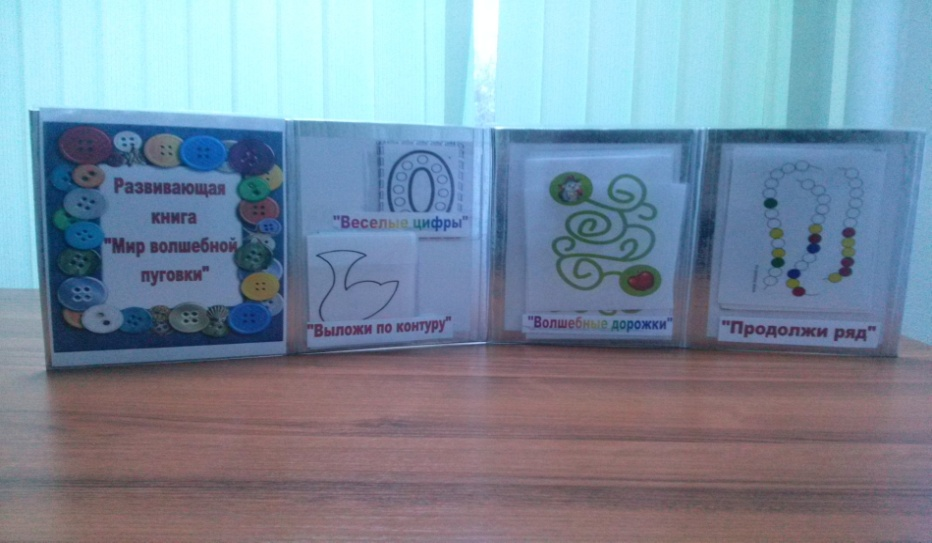 Развивающая
книга
"Мир волшебной
пуговки"
"Веселые цифры"
"Выложи по контуру"
"Волшебные дорожки"
"Продолжи ряд"